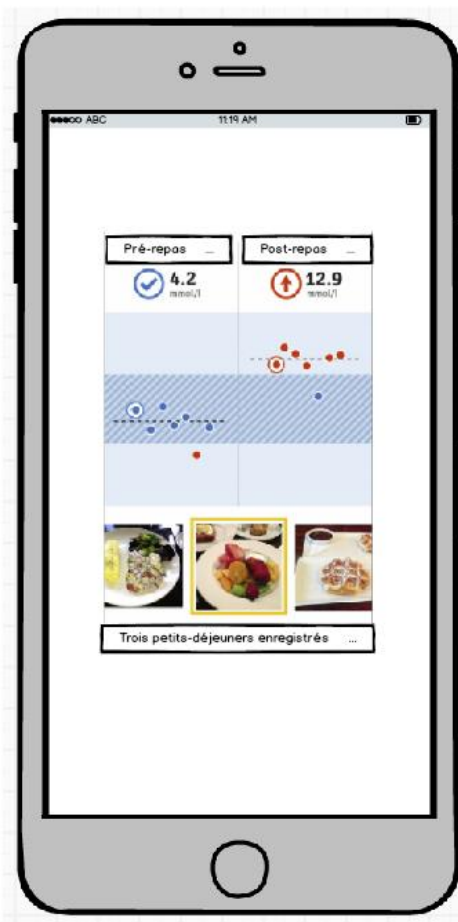 ABC 11:19 AM
Pré-repas ... Post-repas ...
4.2 12.9
mmol/l mmol/l
Trois petits-déjeuners enregistrés ...